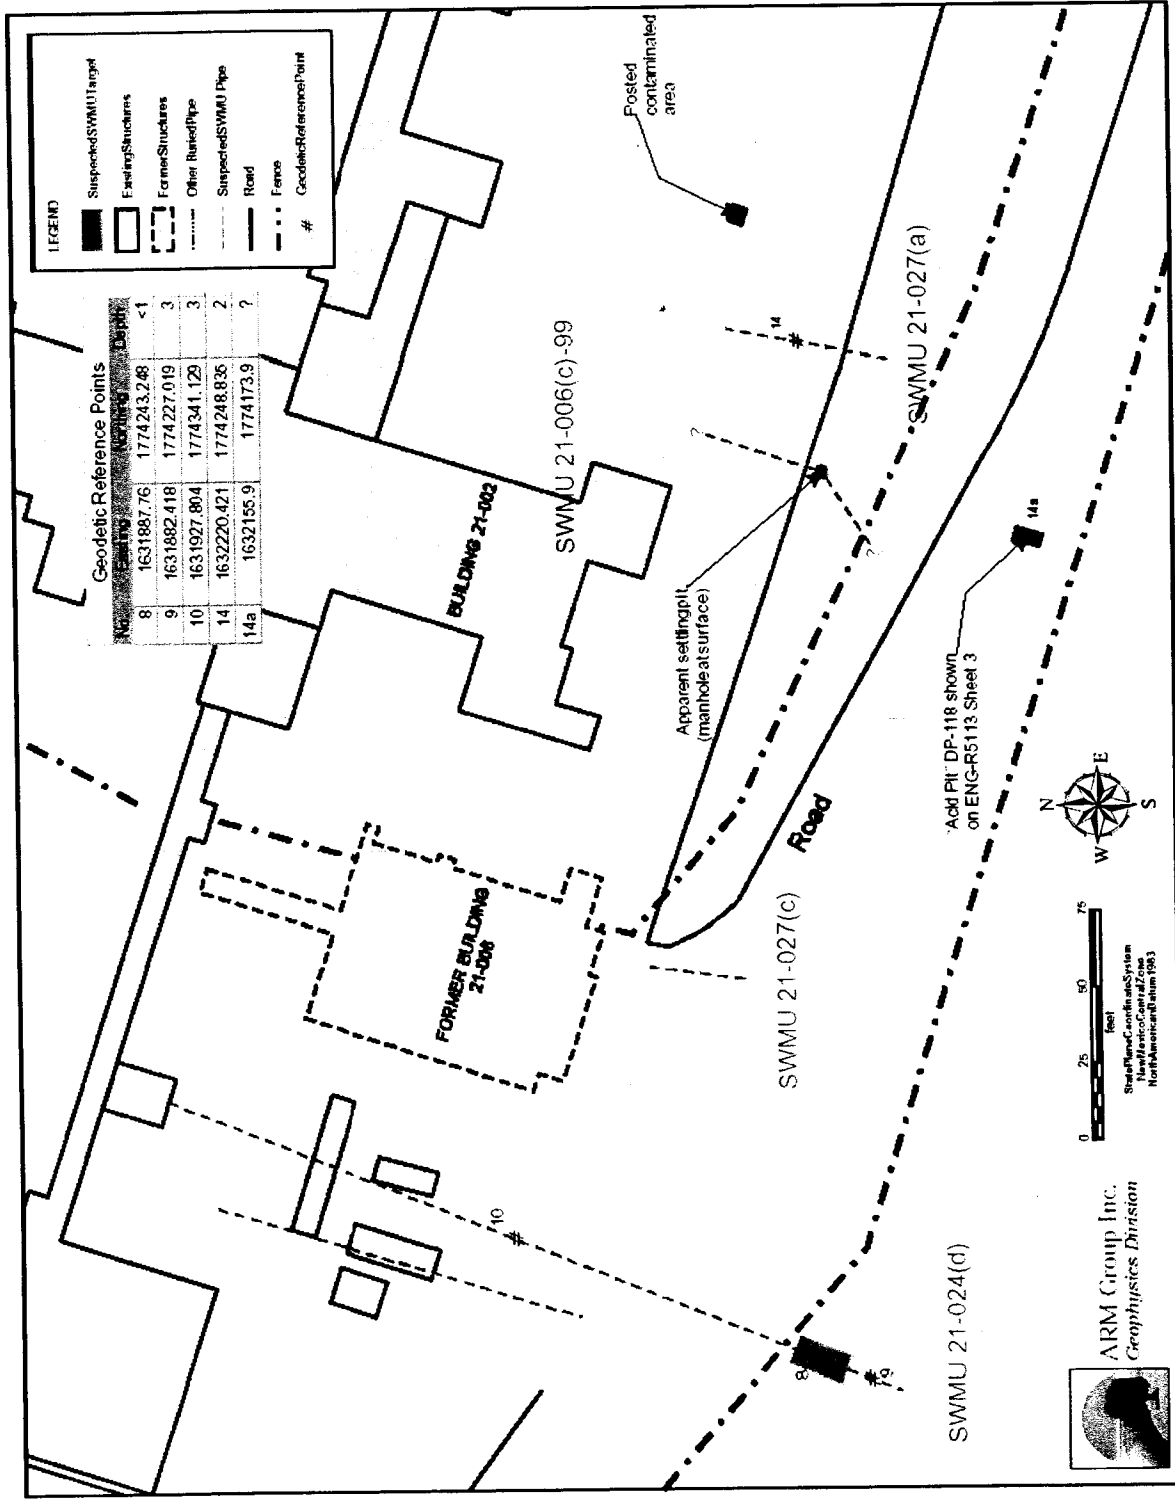 LEGEND
SuspectedSWMUTarget
ExistingStructures
FormerStructures
Other BuriedPipe
SuspectedSWMU Pipe
Road
Fence
# GeodeticReferencePoint
Geodetic Reference Points
No. Easting Northing Depth
8 1631887.76 1774243.248 <1
9 1631882.418 1774227.019 3
10 1631927.804 1774341.129 3
14 1632220.421 1774248.835 2
14a 1632155.9 1774173.9 ?
Posted
contaminated
area
BUILDING 21-002
SWMU 21-006(c)-99
14
#
?
SWMU 21-027(a)
Apparent settlingpit
(manholeatsurface)
?
14a
"Acid Pit" DP-118 shown
on ENG-R5113 Sheet 3
Road
FORMER BUILDING
21-006
SWMU 21-027(c)
10
#
8
#
9
SWMU 21-024(d)
N
W E
S
0 25 50 75
feet
StatePlaneCoordinateSystem
NewMexicoCentralZone
NorthAmericanDatum1983
ARM Group Inc.
Geophysics Division